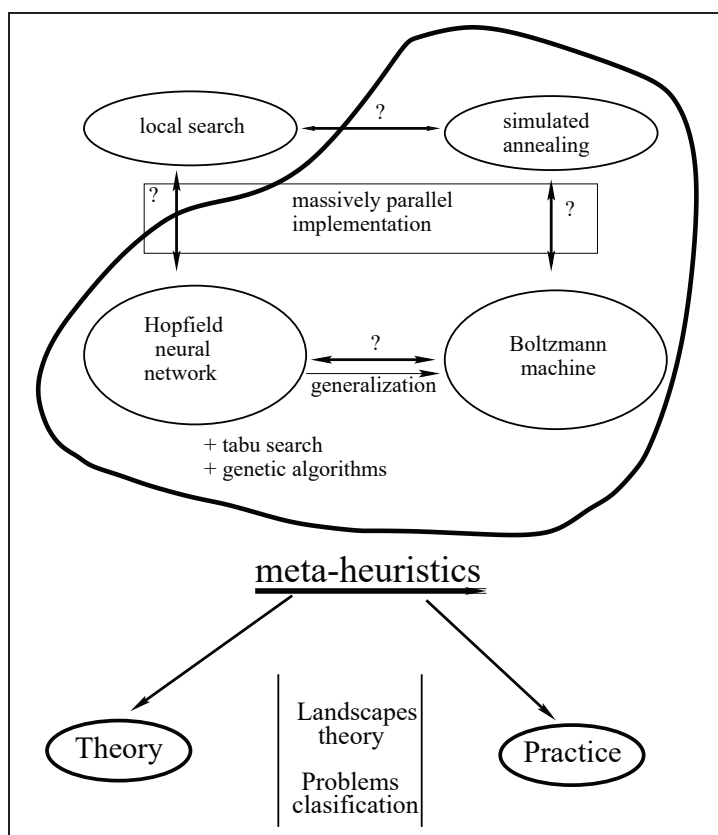 ?
local search
simulated
annealing
?
massively parallel
implementation
?
Hopfield
neural
network
?
generalization
Boltzmann
machine
+ tabu search
+ genetic algorithms
meta-heuristics
Theory
Landscapes
theory
Problems
clasification
Practice